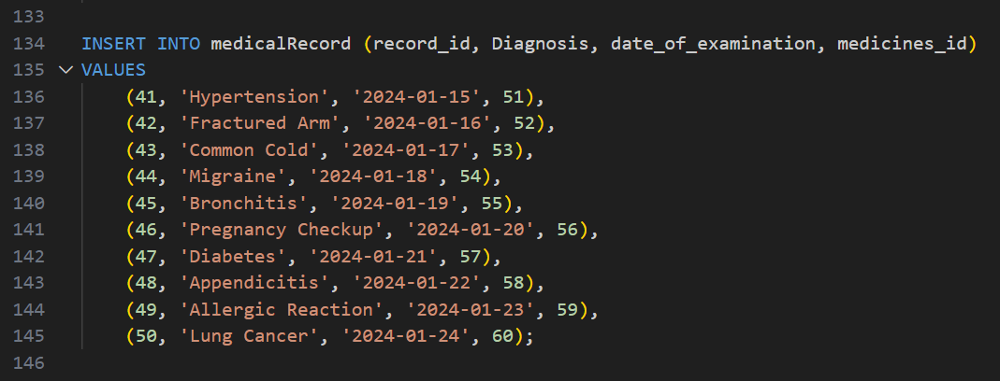 133
134 INSERT INTO medicalRecord (record_id, Diagnosis, date_of_examination, medicines_id)
135 VALUES
136 (41, 'Hypertension', '2024-01-15', 51),
137 (42, 'Fractured Arm', '2024-01-16', 52),
138 (43, 'Common Cold', '2024-01-17', 53),
139 (44, 'Migraine', '2024-01-18', 54),
140 (45, 'Bronchitis', '2024-01-19', 55),
141 (46, 'Pregnancy Checkup', '2024-01-20', 56),
142 (47, 'Diabetes', '2024-01-21', 57),
143 (48, 'Appendicitis', '2024-01-22', 58),
144 (49, 'Allergic Reaction', '2024-01-23', 59),
145 (50, 'Lung Cancer', '2024-01-24', 60);
146